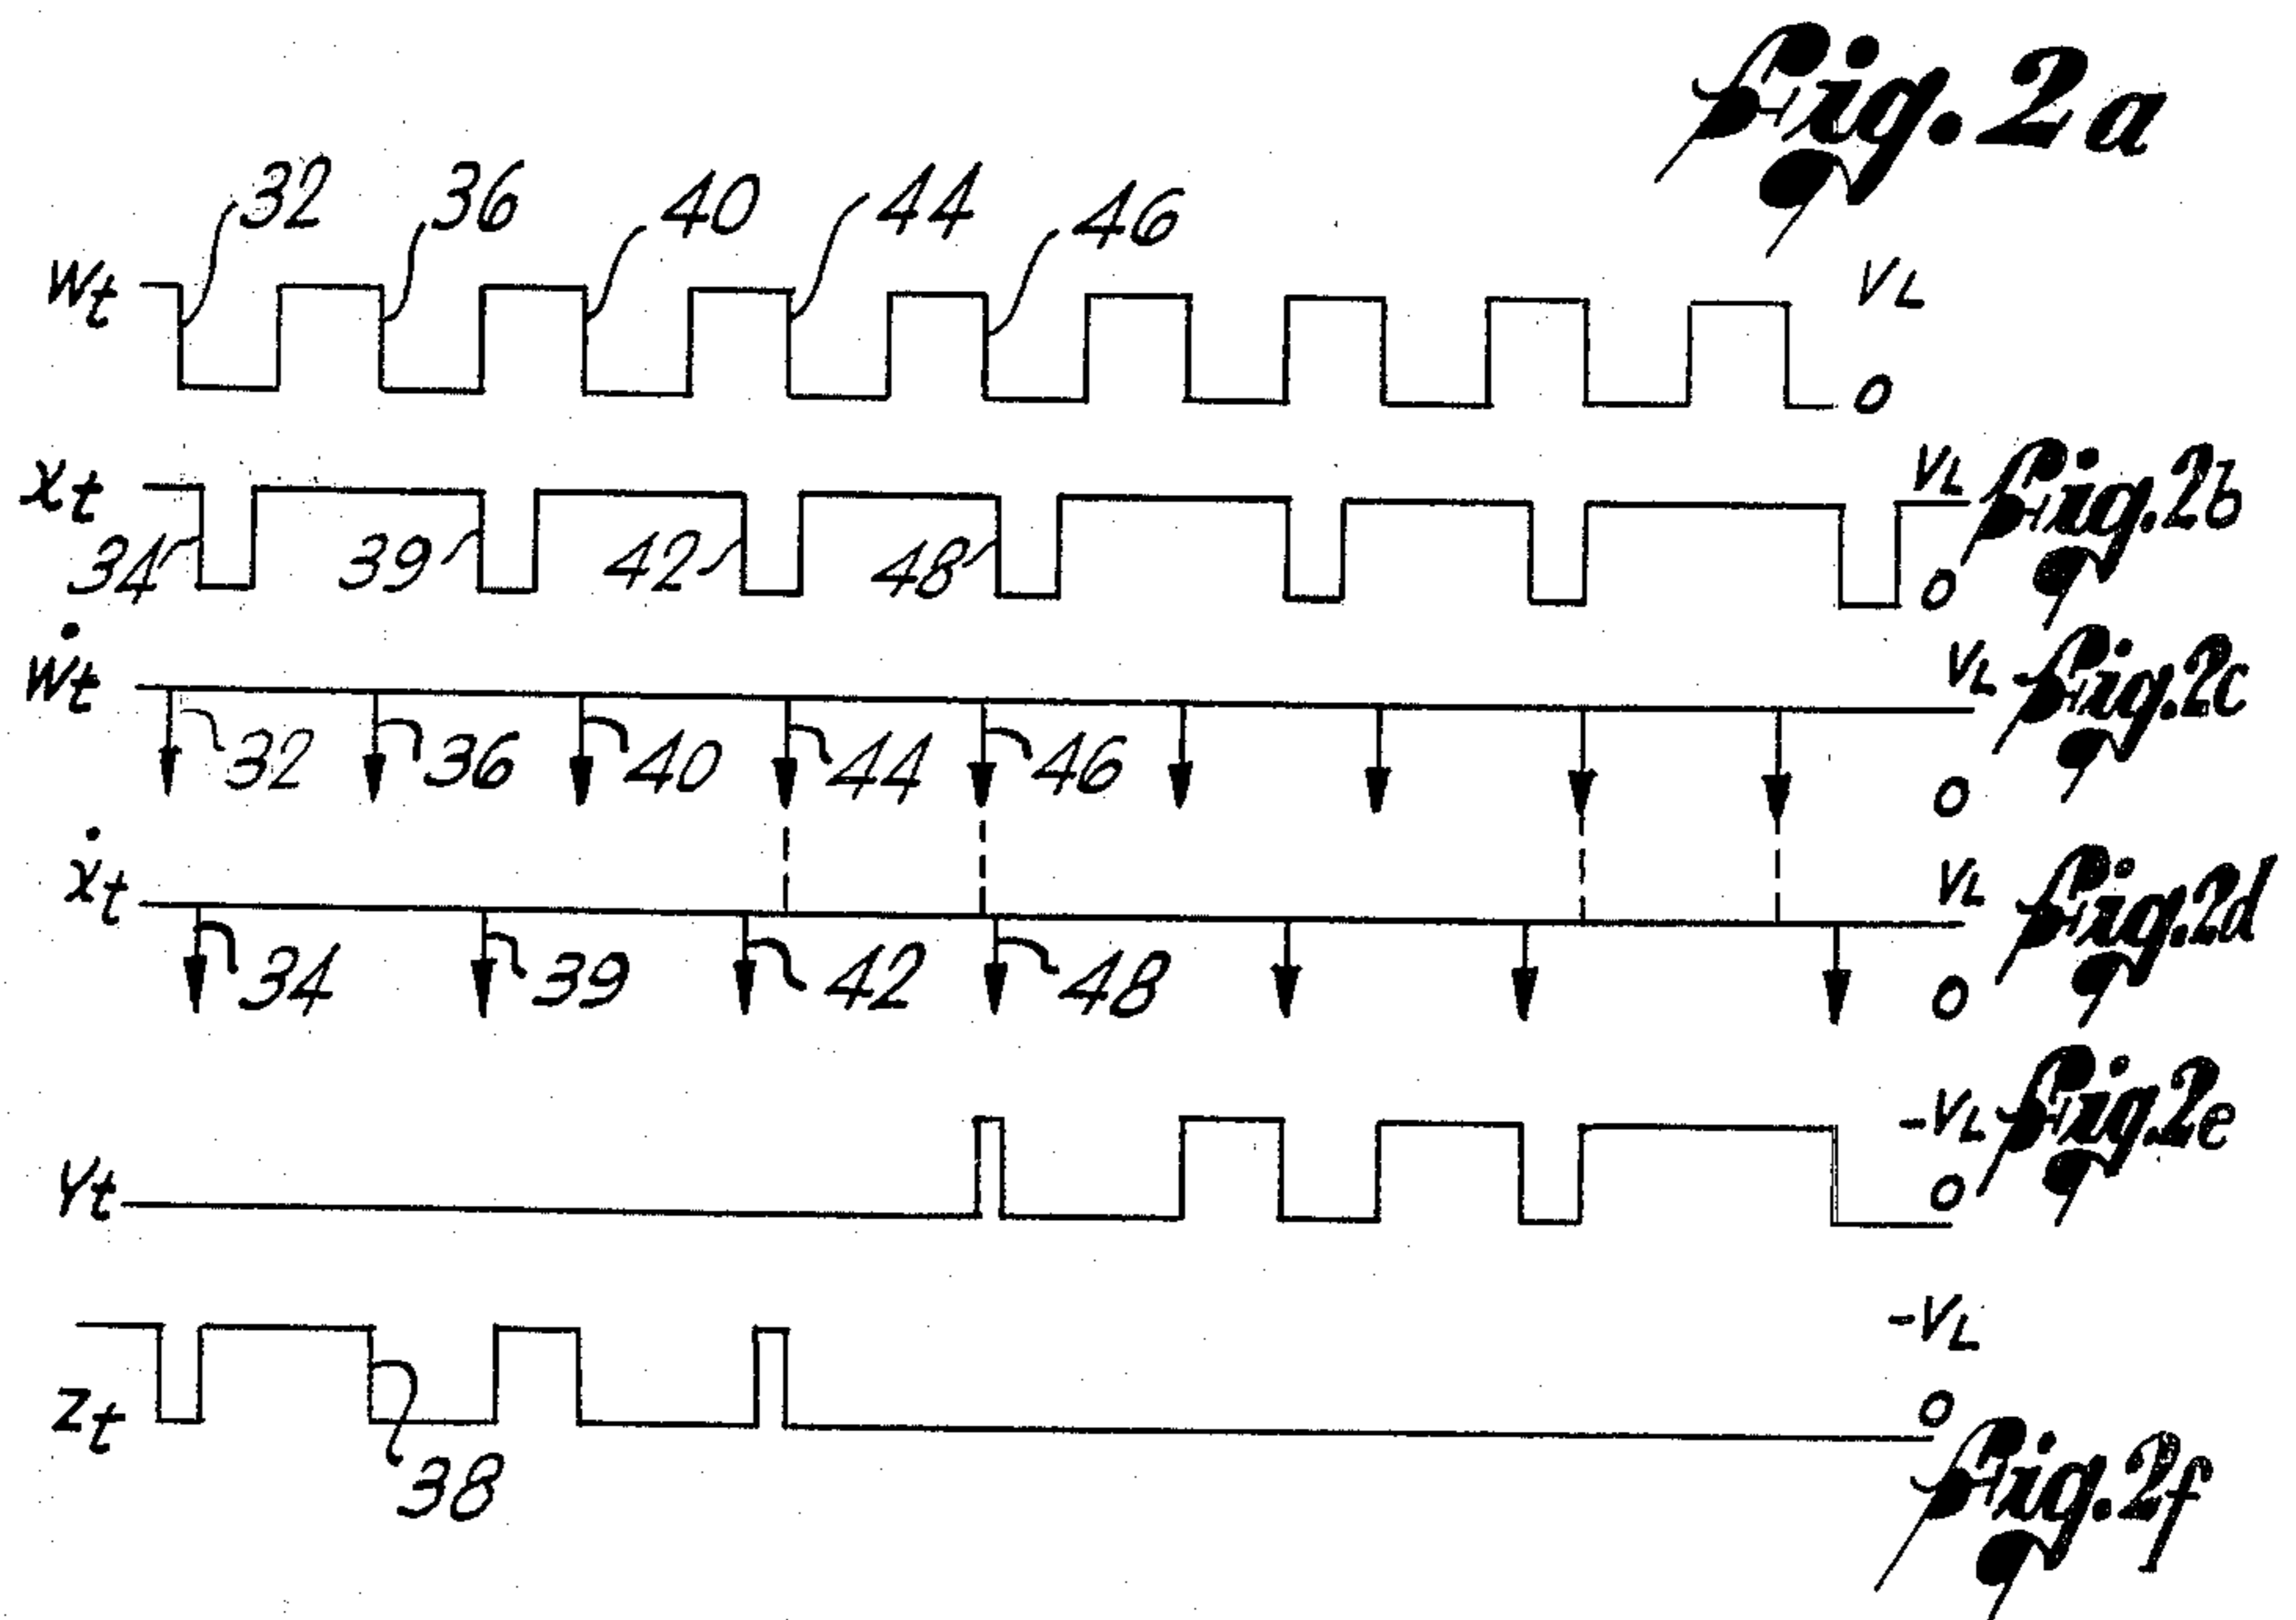 Fig. 2a
32 36 40 44 46
Wt VL
0
Xt VL Fig. 2b
34 39 42 48 0
Ẇt VL Fig. 2c
32 36 40 44 46 0
Ẋt VL Fig. 2d
34 39 42 48 0
-VL Fig. 2e
Yt 0
-VL
Zt 0
38 Fig. 2f